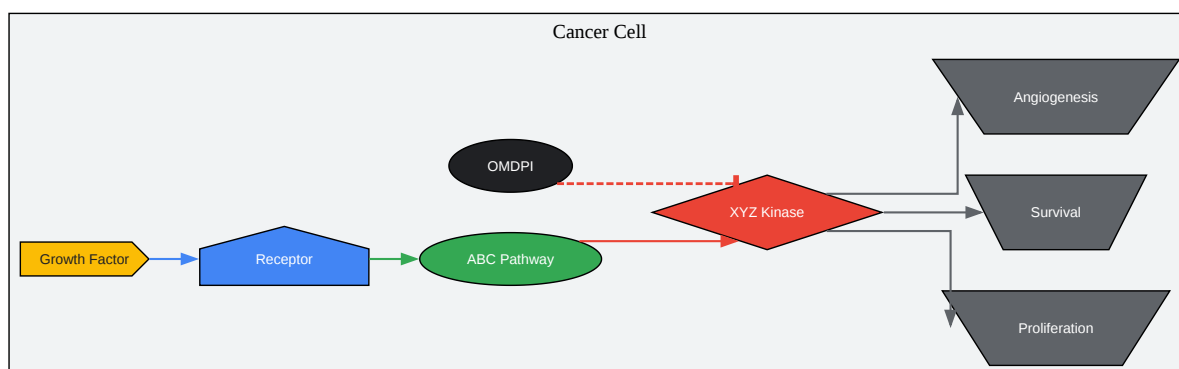 Cancer Cell
Angiogenesis
OMDPI
XYZ Kinase
Survival
Growth Factor
Receptor
ABC Pathway
Proliferation